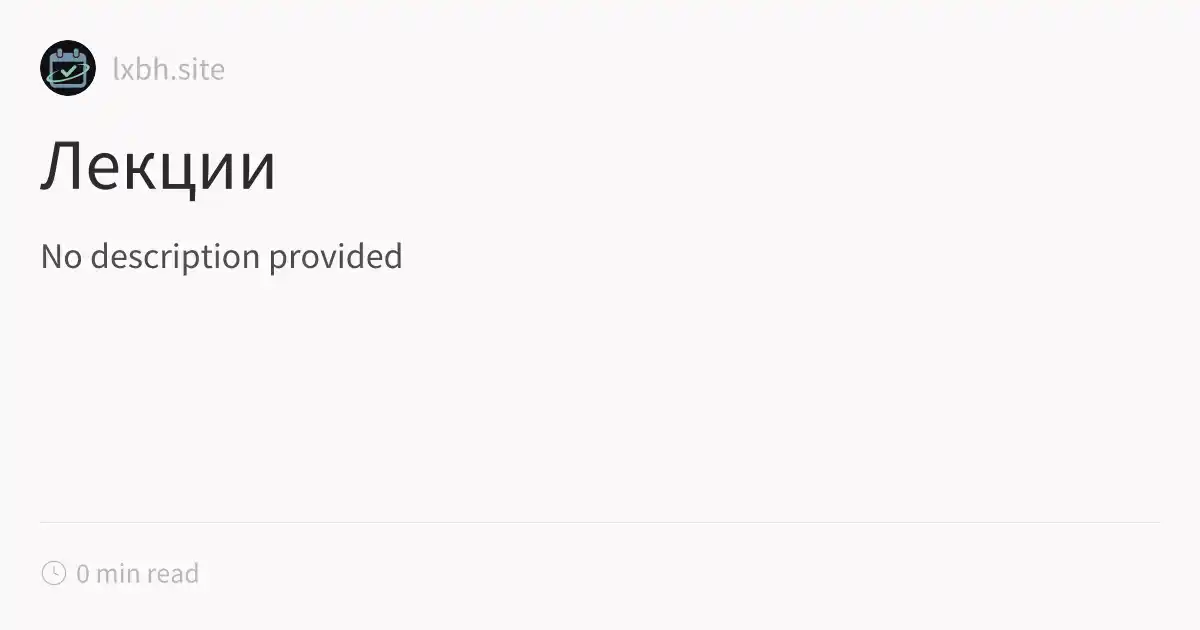 lxbh.site
Лекции
No description provided
0 min read